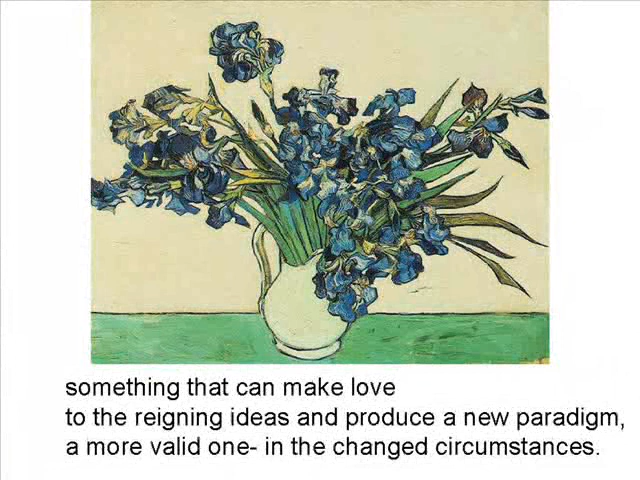 something that can make love
to the reigning ideas and produce a new paradigm,
a more valid one- in the changed circumstances.